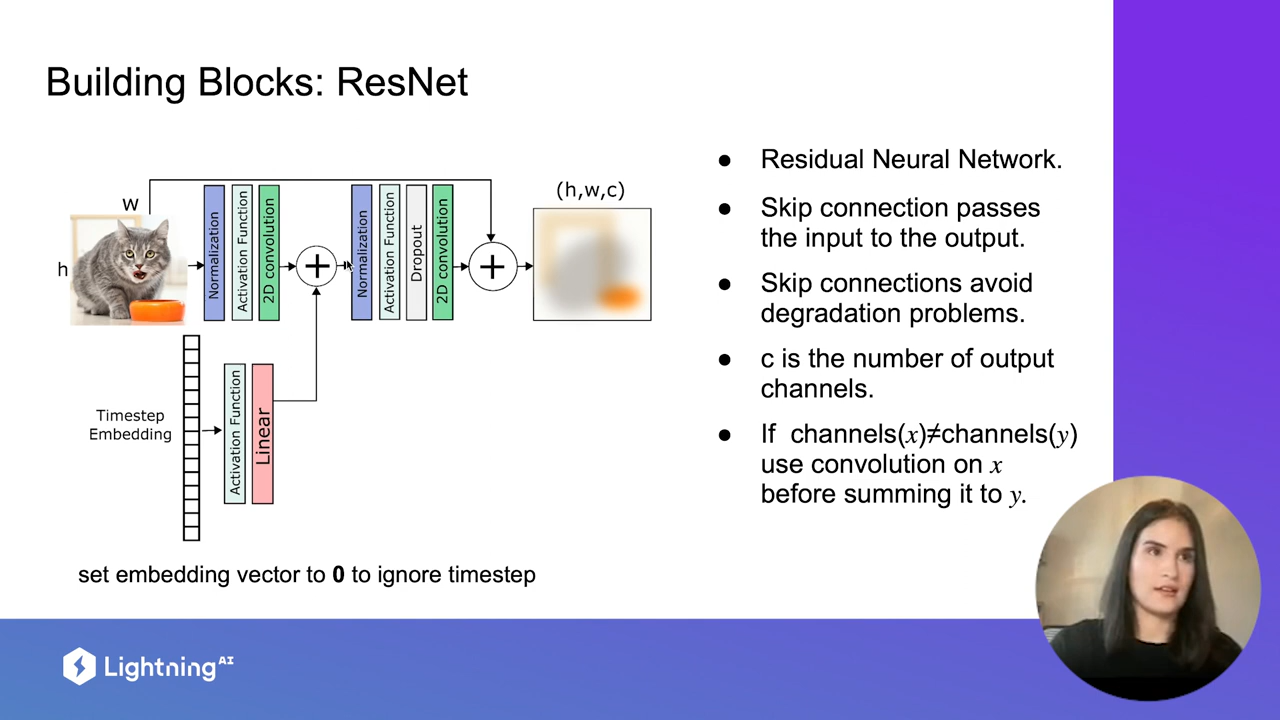 Building Blocks: ResNet
w
h
Normalization
Activation Function
2D convolution
+
Normalization
Activation Function
Dropout
2D convolution
+
(h,w,c)
Timestep
Embedding
Activation Function
Linear
set embedding vector to 0 to ignore timestep
● Residual Neural Network.
● Skip connection passes
the input to the output.
● Skip connections avoid
degradation problems.
● c is the number of output
channels.
● If channels(x)≠channels(y)
use convolution on x
before summing it to y.
Lightning AI